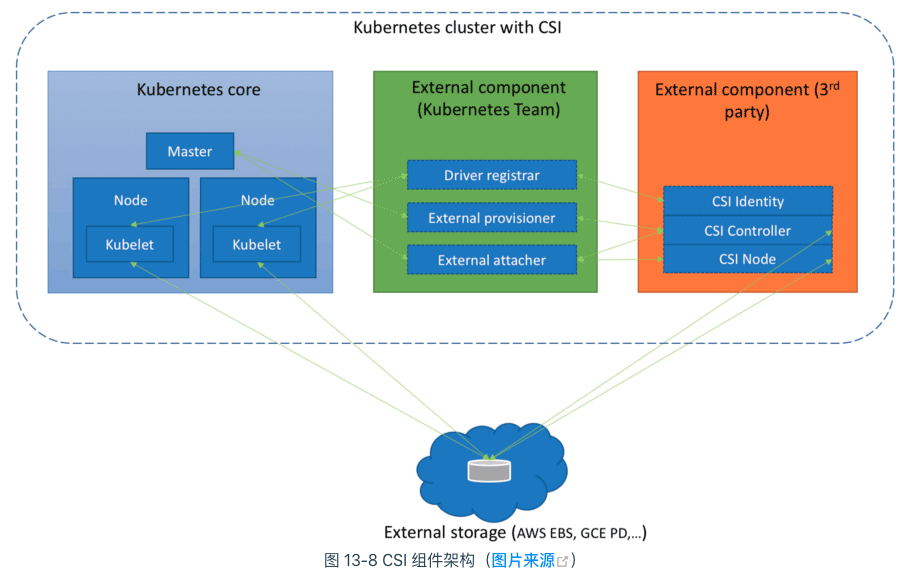 Kubernetes cluster with CSI
Kubernetes core
Master
Node
Kubelet
Node
Kubelet
External component
(Kubernetes Team)
Driver registrar
External provisioner
External attacher
External component (3rd
party)
CSI Identity
CSI Controller
CSI Node
External storage (AWS EBS, GCE PD,...)
图 13-8 CSI 组件架构（图片来源）